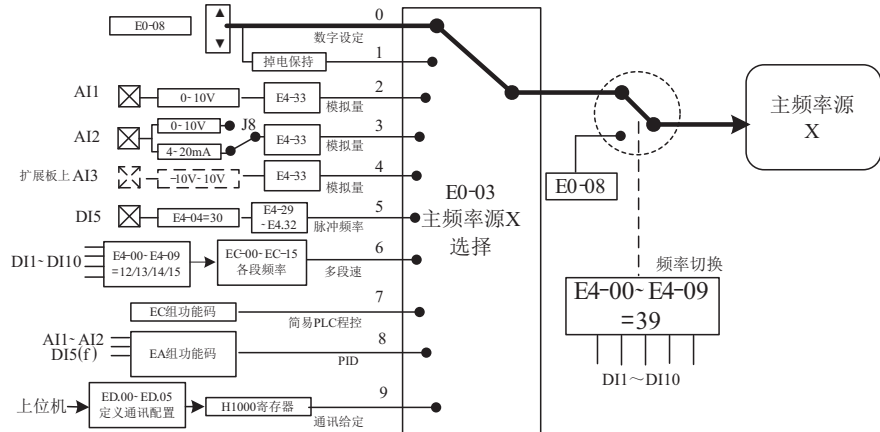 E0-08
0
数字设定
掉电保持
1
AI1
0-10V
E4-33
2
模拟量
AI2
0-10V
4-20mA
J8
E4-33
3
模拟量
扩展板上 AI3
-10V-10V
E4-33
4
模拟量
DI5
E4-04=30
E4-29
-E4.32
5
脉冲频率
DI1~DI10
E4-00-E4-09
=12/13/14/15
EC-00-EC-15
各段频率
6
多段速
EC组功能码
7
简易PLC程控
AI1-AI2
DI5(f)
EA组功能码
8
PID
上位机
ED.00-ED.05
定义通讯配置
H1000寄存器
9
通讯给定
E0-03
主频率源X
选择
E0-08
主频率源
X
频率切换
E4-00~E4-09
=39
DI1～DI10